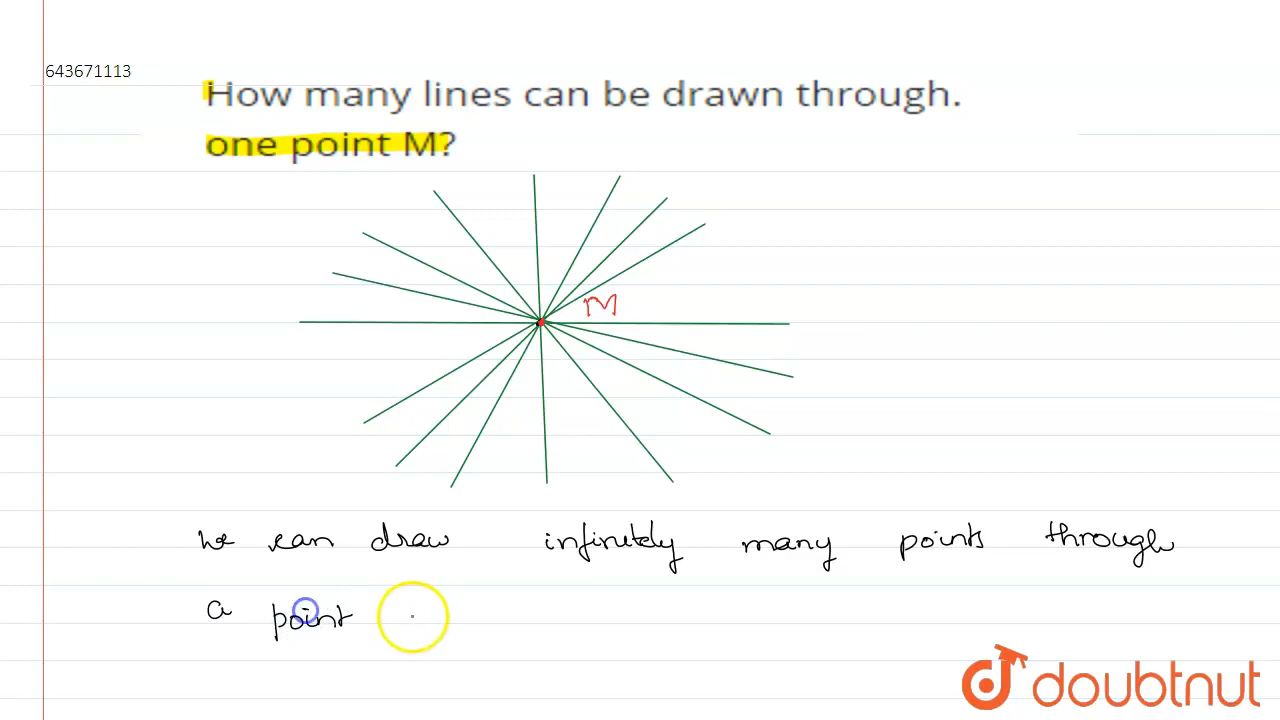 643671113
How many lines can be drawn through.
one point M?
M
we can draw infinitely many points through
a point
doubtnut